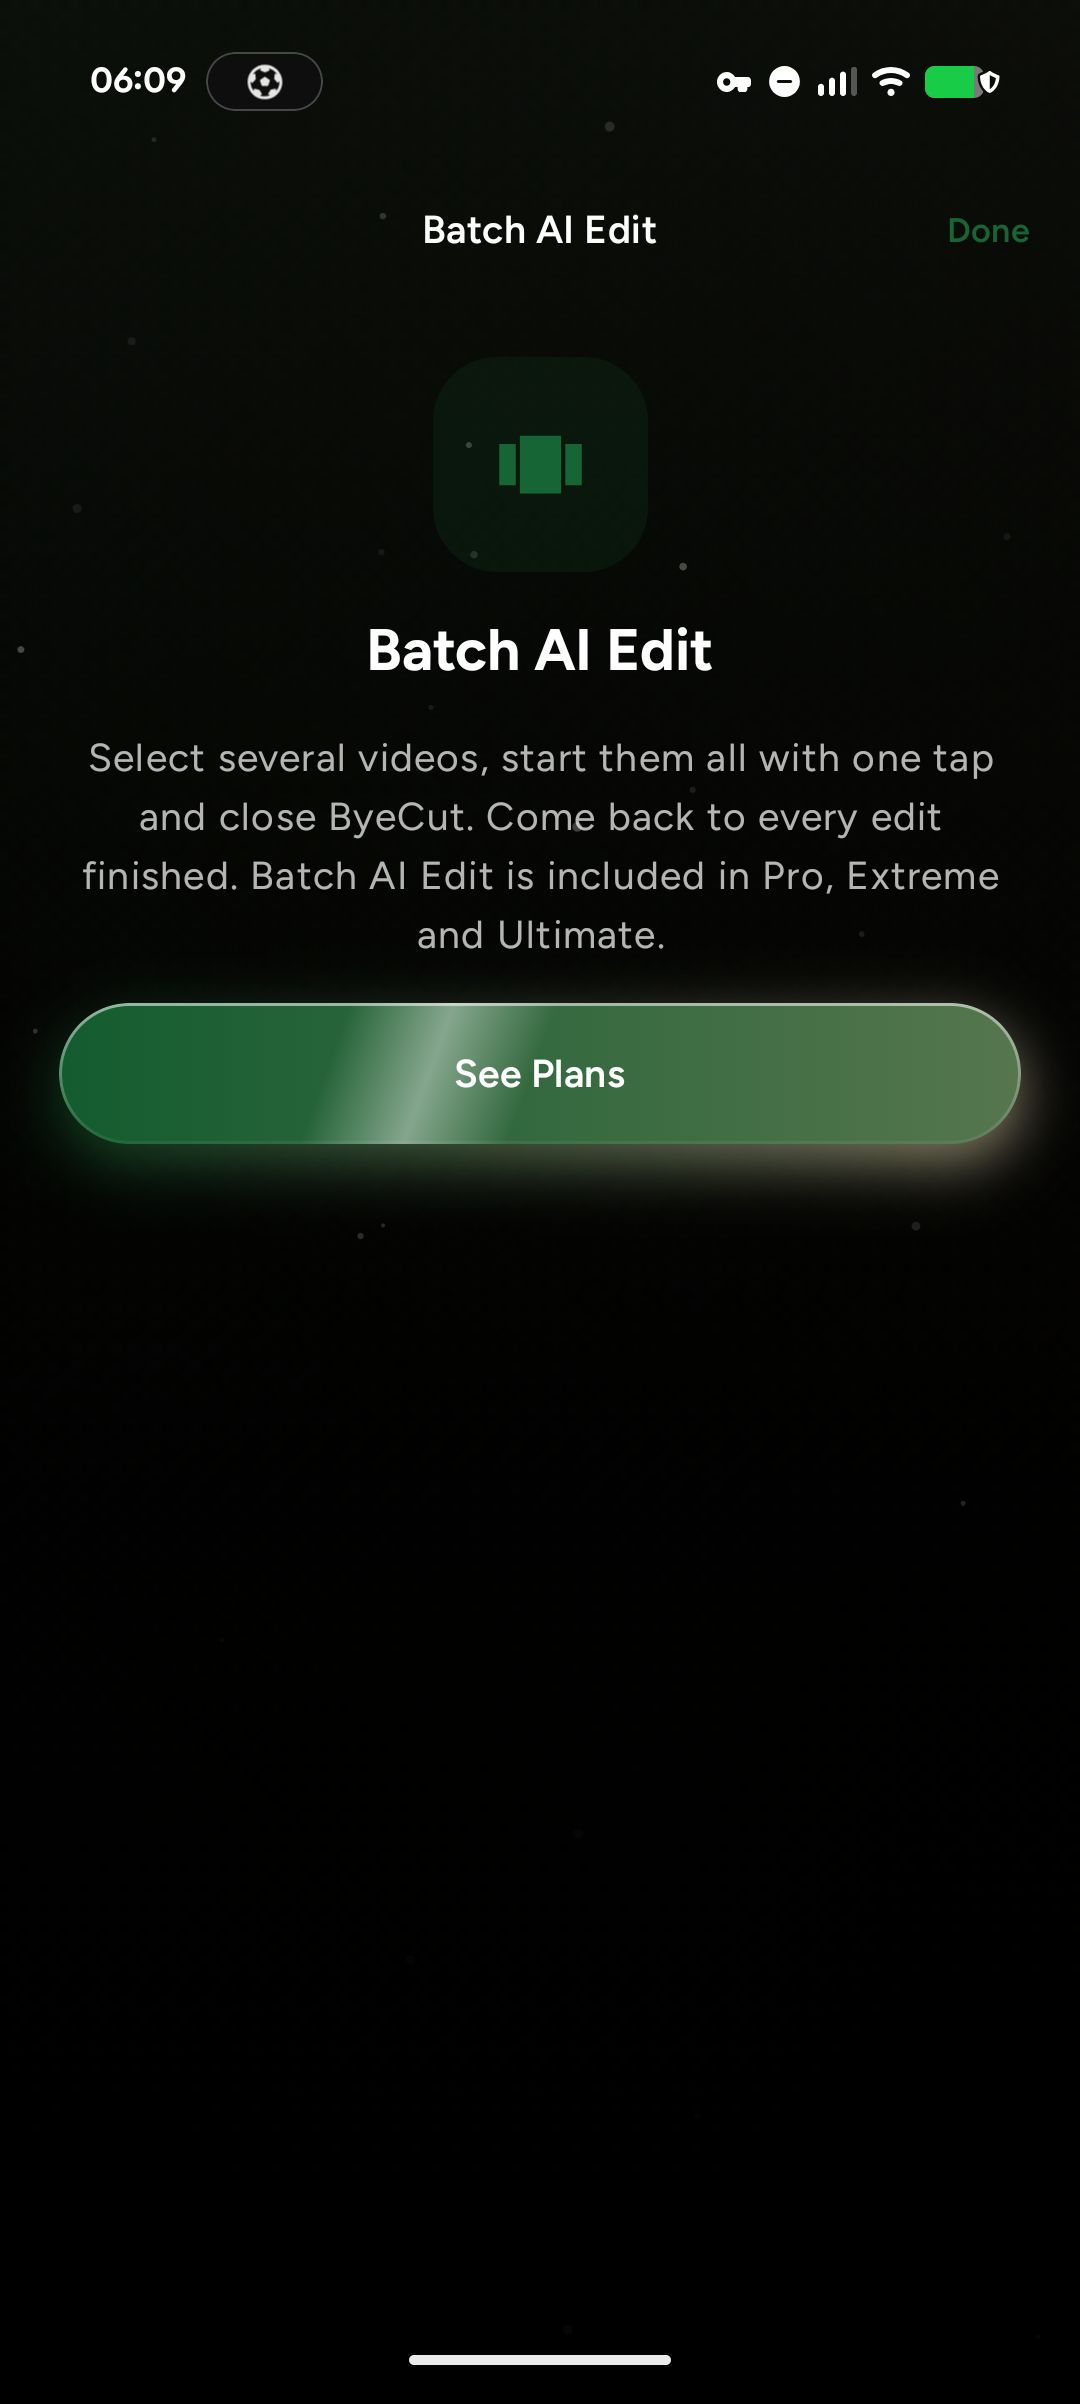 06:09
Batch AI Edit
Done
Batch AI Edit
Select several videos, start them all with one tap
and close ByeCut. Come back to every edit
finished. Batch AI Edit is included in Pro, Extreme
and Ultimate.
See Plans